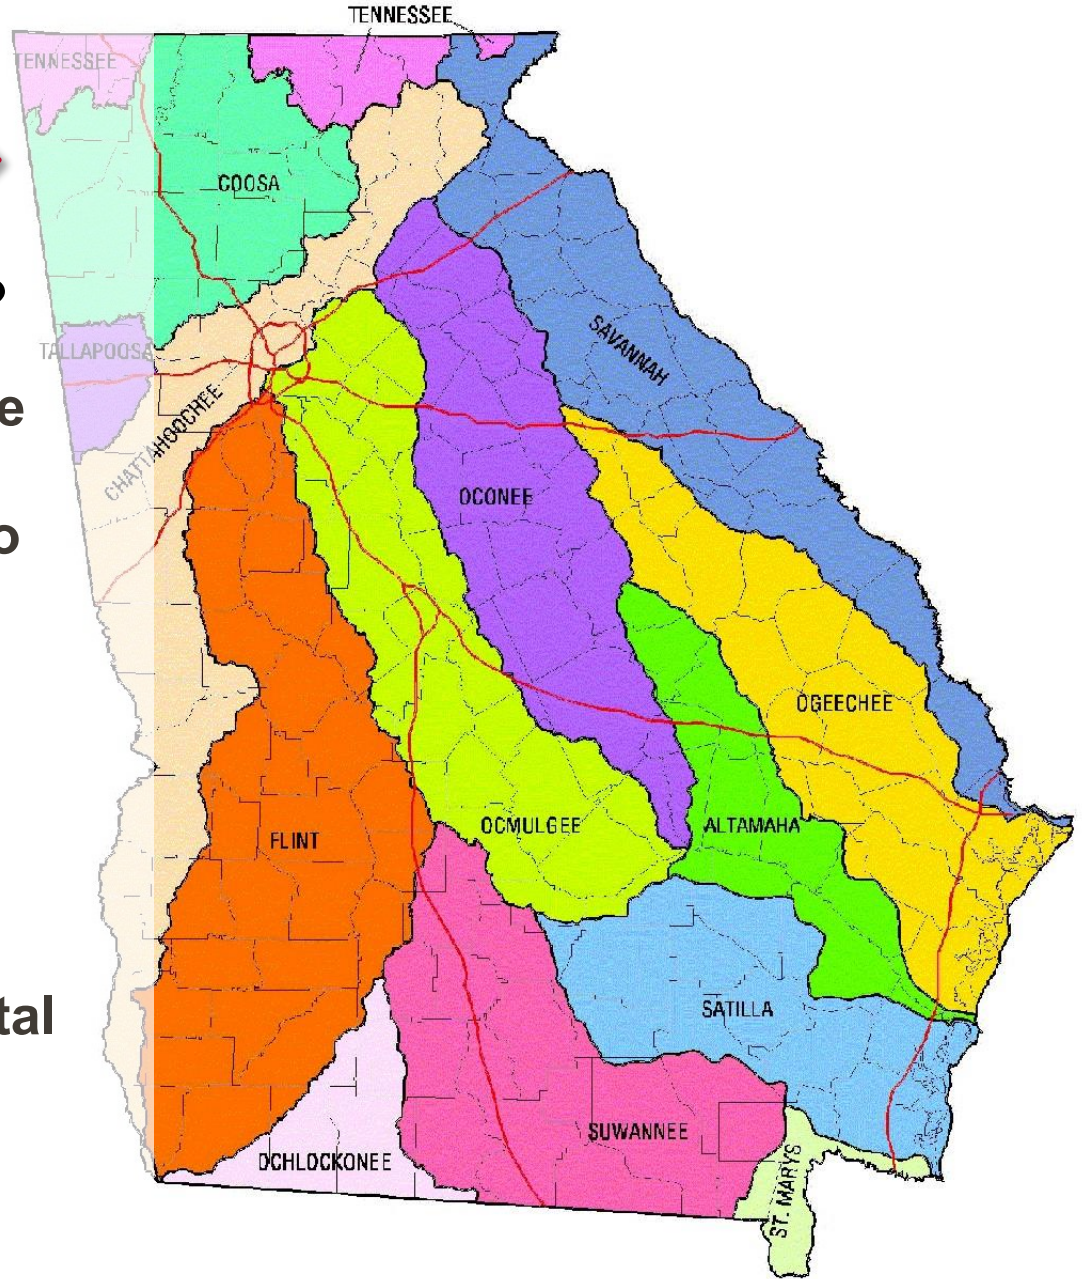 TENNESSEE
TENNESSEE
COOSA
SAVANNAH
TALLAPOOSA
e
CHATTAHOOCHEE
OCONEE
o
OGEECHEE
FLINT
OCMULGEE
ALTAMAHA
tal
SATILLA
SUWANNEE
OCHLOCKONEE
ST. MARYS